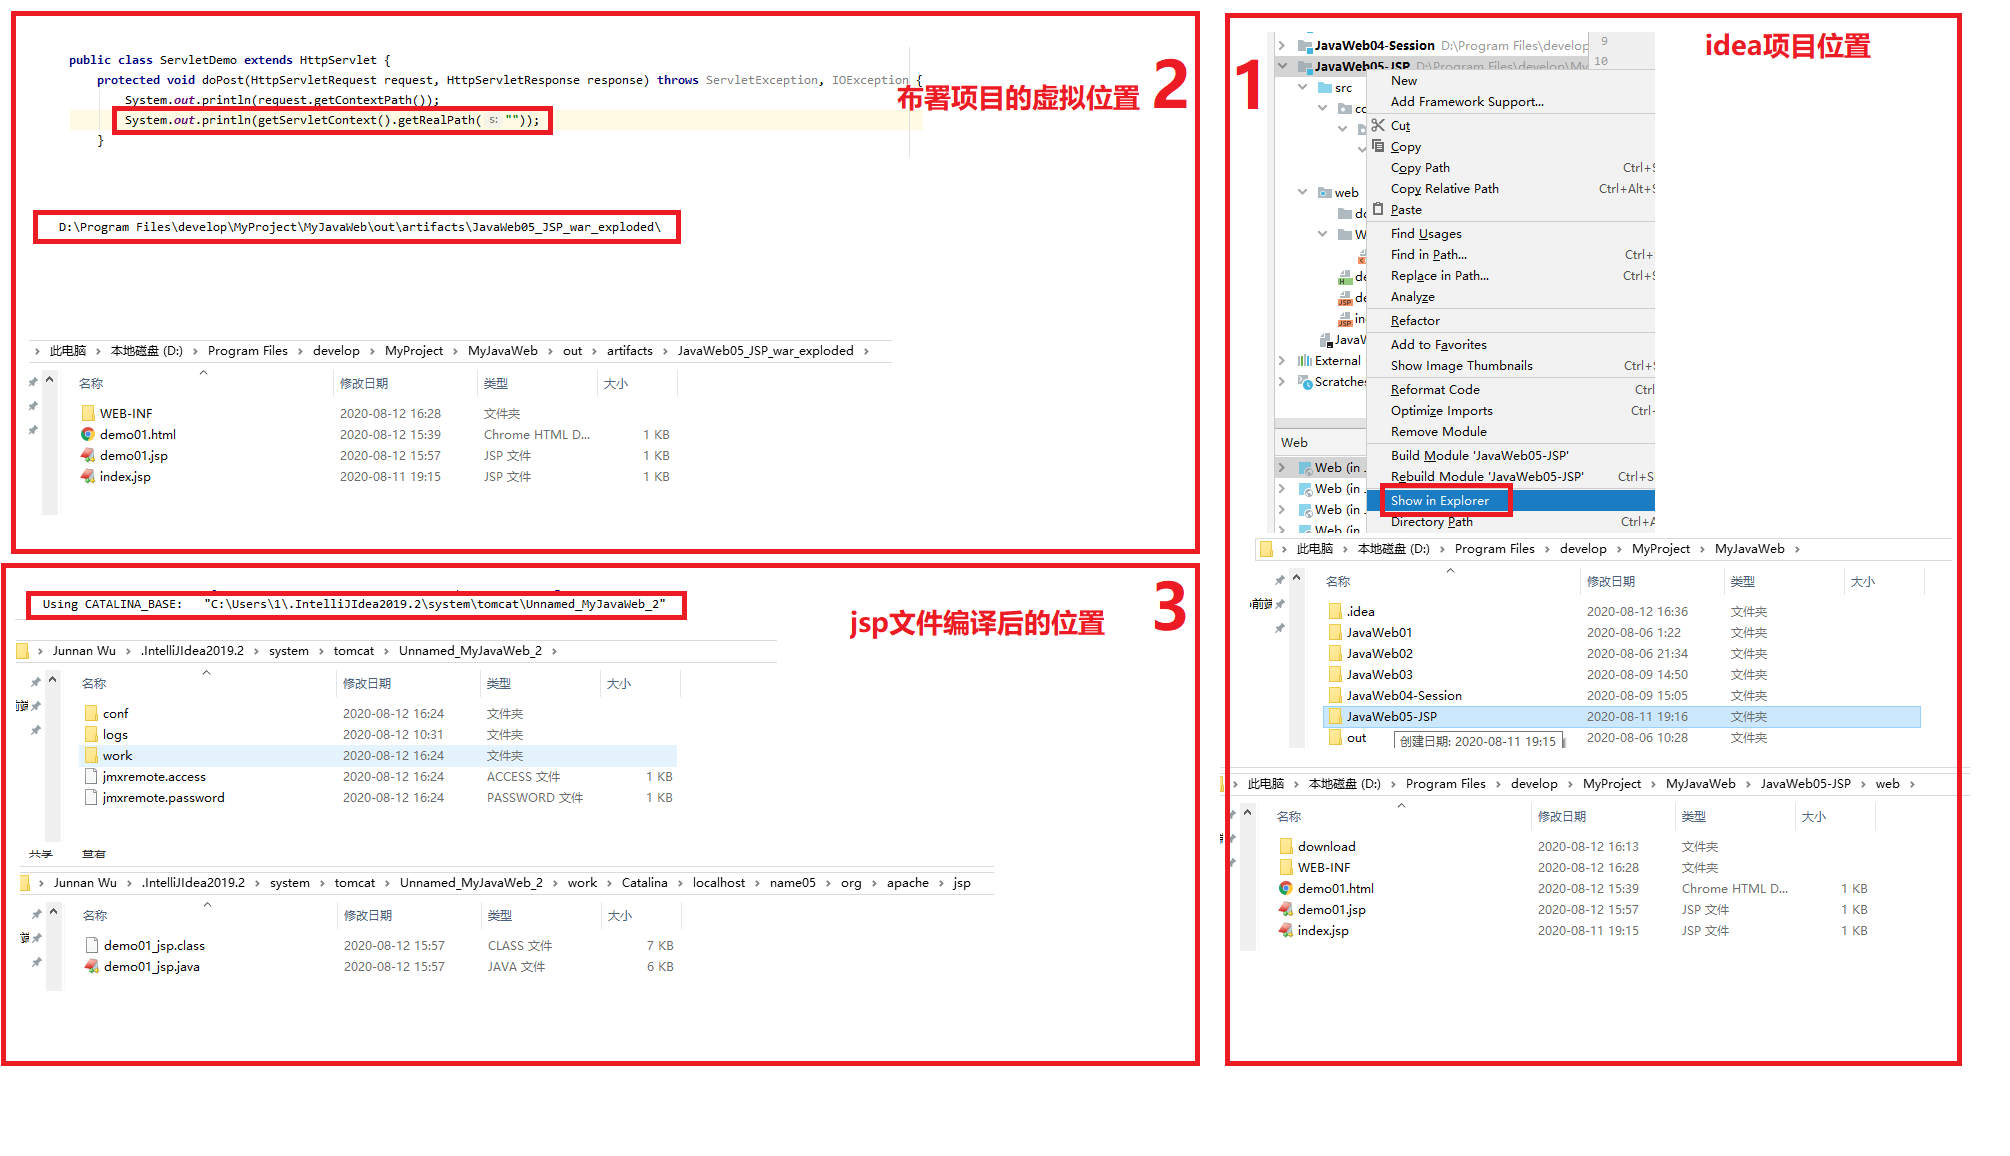 public class ServletDemo extends HttpServlet {
protected void doPost(HttpServletRequest request, HttpServletResponse response) throws ServletException, IOException {
System.out.println(request.getContextPath());
System.out.println(getServletContext().getRealPath( s: ""));
}
布署项目的虚拟位置 2
D:\Program Files\develop\MyProject\MyJavaWeb\out\artifacts\JavaWeb05_JSP_war_exploded\
此电脑 › 本地磁盘 (D:) › Program Files › develop › MyProject › MyJavaWeb › out › artifacts › JavaWeb05_JSP_war_exploded ›
名称 修改日期 类型 大小
WEB-INF 2020-08-12 16:28 文件夹
demo01.html 2020-08-12 15:39 Chrome HTML D... 1 KB
demo01.jsp 2020-08-12 15:57 JSP 文件 1 KB
index.jsp 2020-08-11 19:15 JSP 文件 1 KB
3
jsp文件编译后的位置
Using CATALINA_BASE: "C:\Users\1\.IntelliJIdea2019.2\system\tomcat\Unnamed_MyJavaWeb_2"
Junnan Wu › .IntelliJIdea2019.2 › system › tomcat › Unnamed_MyJavaWeb_2 ›
名称 修改日期 类型 大小
conf 2020-08-12 16:24 文件夹
logs 2020-08-12 10:31 文件夹
work 2020-08-12 16:24 文件夹
jmxremote.access 2020-08-12 16:24 ACCESS 文件 1 KB
jmxremote.password 2020-08-12 16:24 PASSWORD 文件 1 KB
共享 查看
Junnan Wu › .IntelliJIdea2019.2 › system › tomcat › Unnamed_MyJavaWeb_2 › work › Catalina › localhost › name05 › org › apache › jsp
名称 修改日期 类型 大小
demo01_jsp.class 2020-08-12 15:57 CLASS 文件 7 KB
demo01_jsp.java 2020-08-12 15:57 JAVA 文件 6 KB
1
idea项目位置
JavaWeb04-Session D:\Program Files\develop 9
JavaWeb05-JSP D:\Program Files\develop\My 10
src
web
JavaW
External
Scratches
Web
Web (in .
Web (in .
Web (in .
Web (in .
New
Add Framework Support...
Cut
Copy
Copy Path Ctrl+S
Copy Relative Path Ctrl+Alt+S
Paste
Find Usages
Find in Path... Ctrl+
Replace in Path... Ctrl+S
Analyze
Refactor
Add to Favorites
Show Image Thumbnails Ctrl+S
Reformat Code Ctrl
Optimize Imports Ctrl+
Remove Module
Build Module 'JavaWeb05-JSP'
Rebuild Module 'JavaWeb05-JSP' Ctrl+S
Show in Explorer
Directory Path Ctrl+A
此电脑 › 本地磁盘 (D:) › Program Files › develop › MyProject › MyJavaWeb ›
名称 修改日期 类型 大小
.idea 2020-08-12 16:36 文件夹
JavaWeb01 2020-08-06 1:22 文件夹
JavaWeb02 2020-08-06 21:34 文件夹
JavaWeb03 2020-08-09 14:50 文件夹
JavaWeb04-Session 2020-08-09 15:05 文件夹
JavaWeb05-JSP 2020-08-11 19:16 文件夹
out 2020-08-06 10:28 文件夹
创建日期: 2020-08-11 19:15
此电脑 › 本地磁盘 (D:) › Program Files › develop › MyProject › MyJavaWeb › JavaWeb05-JSP › web ›
名称 修改日期 类型 大小
download 2020-08-12 16:13 文件夹
WEB-INF 2020-08-12 16:28 文件夹
demo01.html 2020-08-12 15:39 Chrome HTML D... 1 KB
demo01.jsp 2020-08-12 15:57 JSP 文件 1 KB
index.jsp 2020-08-11 19:15 JSP 文件 1 KB